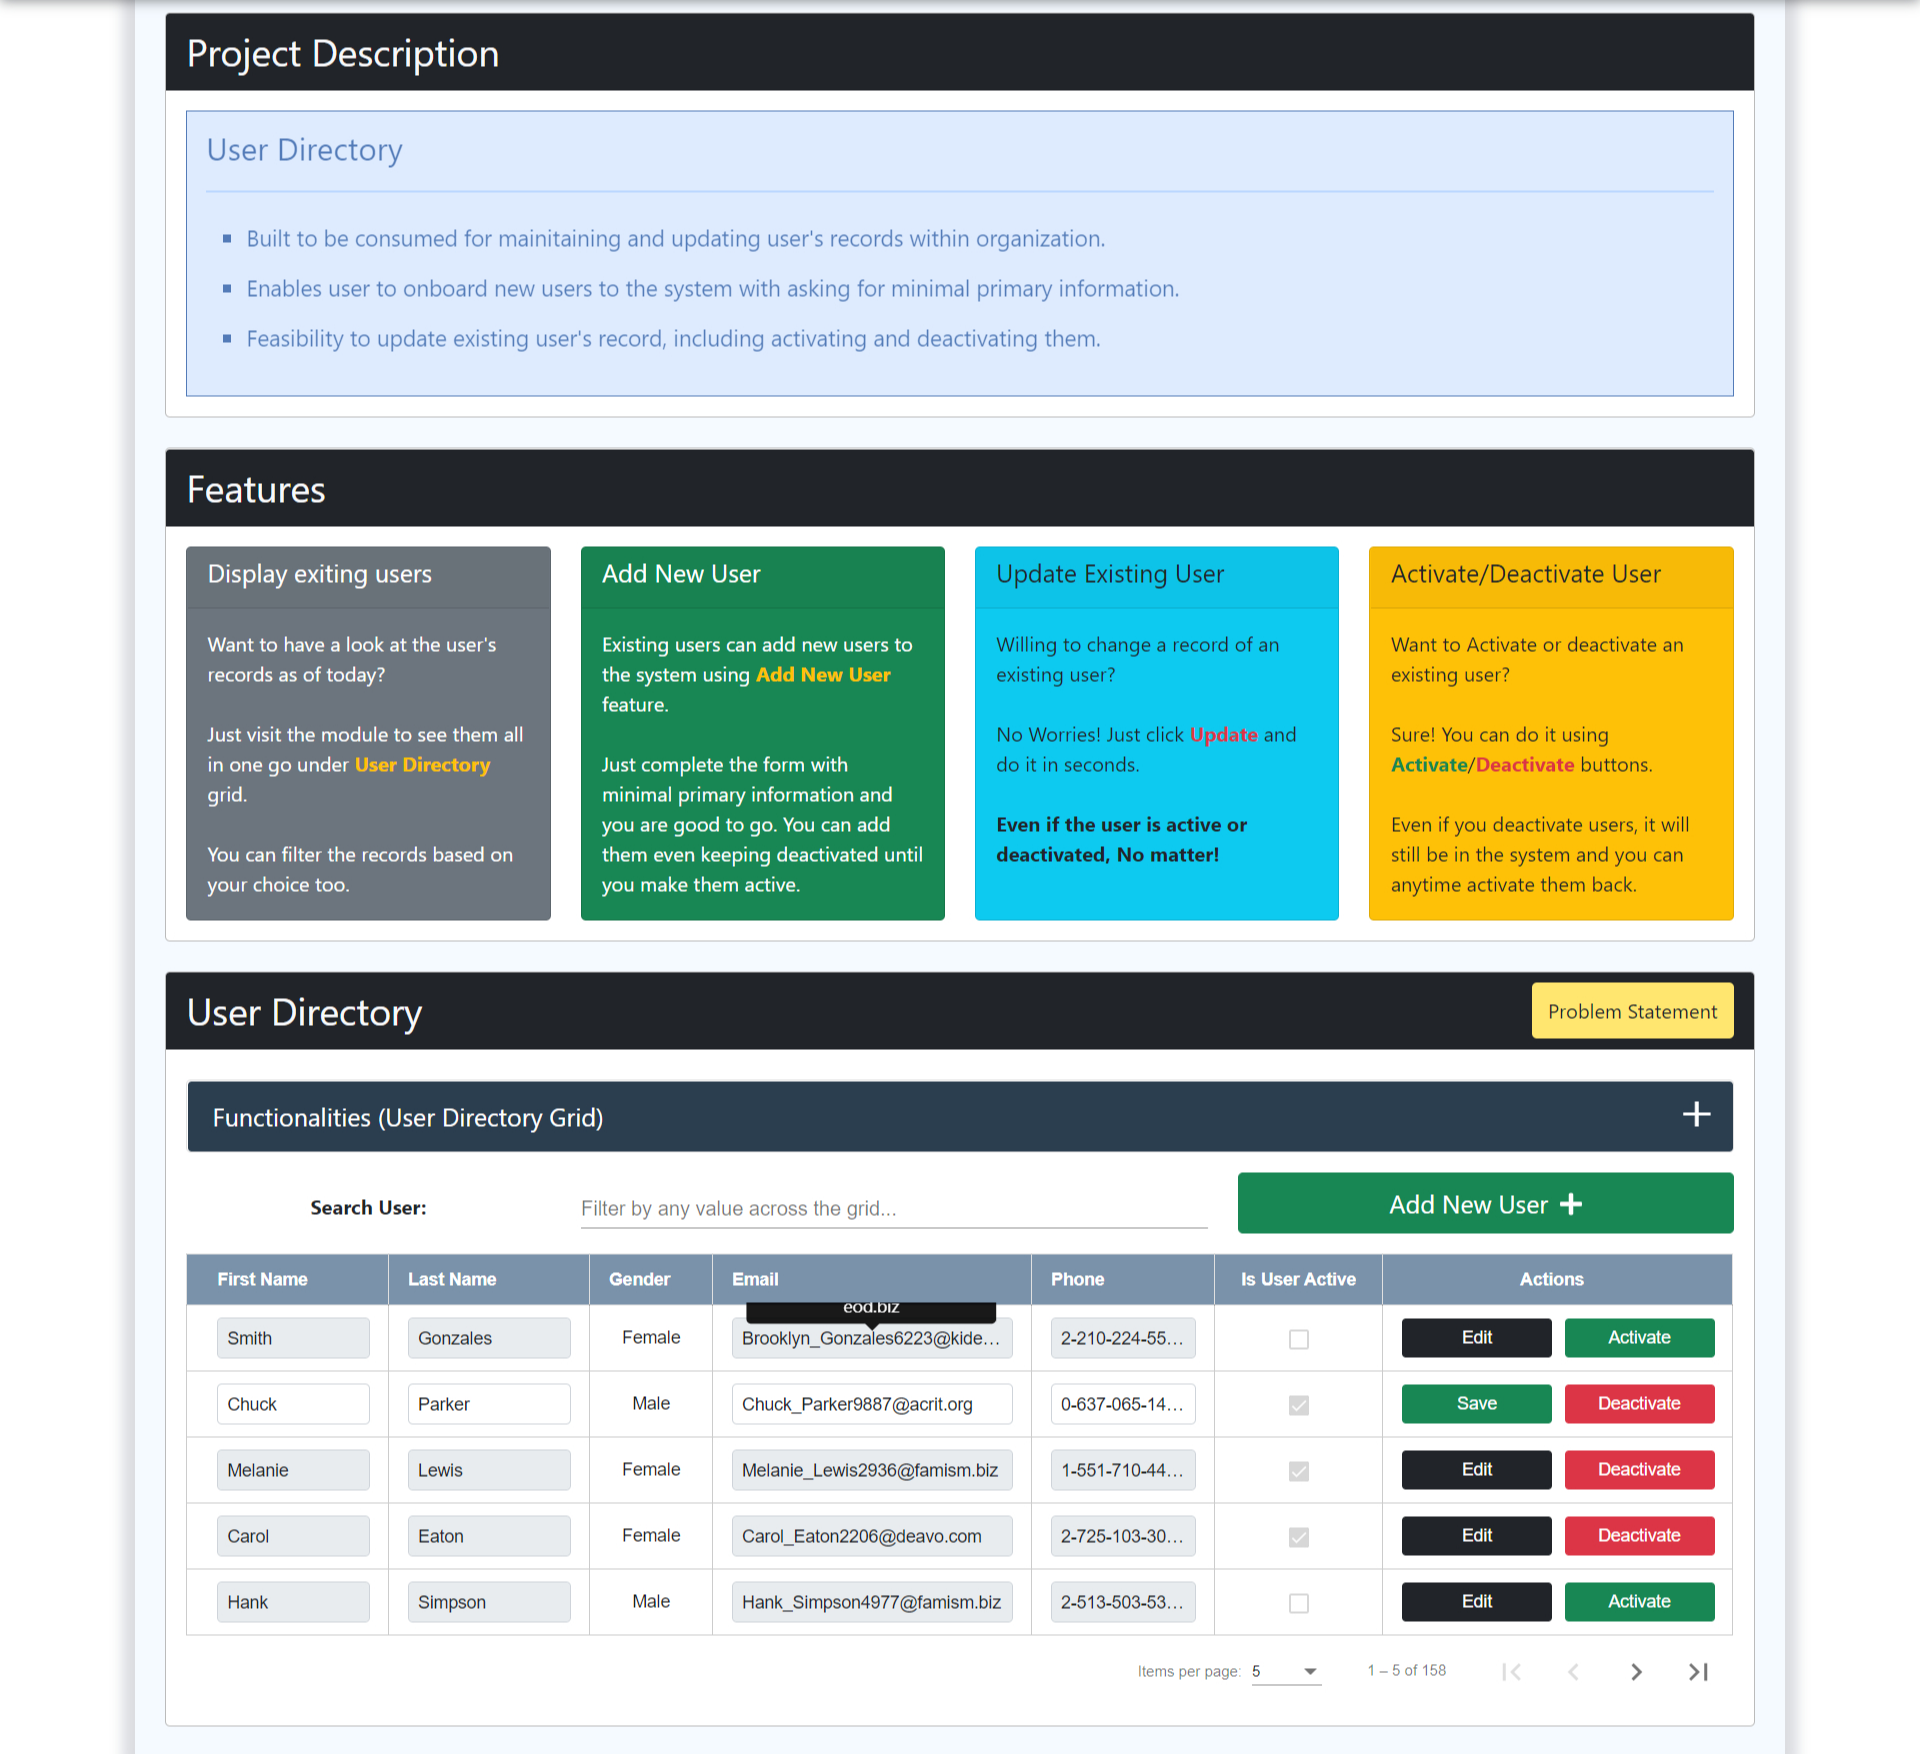 Project Description
User Directory
Built to be consumed for mainitaining and updating user's records within organization.
Enables user to onboard new users to the system with asking for minimal primary information.
Feasibility to update existing user's record, including activating and deactivating them.
Features
Display exiting users
Want to have a look at the user's
records as of today?
Just visit the module to see them all
in one go under User Directory
grid.
You can filter the records based on
your choice too.
Add New User
Existing users can add new users to
the system using Add New User
feature.
Just complete the form with
minimal primary information and
you are good to go. You can add
them even keeping deactivated until
you make them active.
Update Existing User
Willing to change a record of an
existing user?
No Worries! Just click Update and
do it in seconds.
Even if the user is active or
deactivated, No matter!
Activate/Deactivate User
Want to Activate or deactivate an
existing user?
Sure! You can do it using
Activate/Deactivate buttons.
Even if you deactivate users, it will
still be in the system and you can
anytime activate them back.
User Directory Problem Statement
Functionalities (User Directory Grid)
Search User: Filter by any value across the grid... Add New User
First Name Last Name Gender Email Phone Is User Active Actions
eod.biz
Smith Gonzales Female Brooklyn_Gonzales6223@kide... 2-210-224-55... Edit Activate
Chuck Parker Male Chuck_Parker9887@acrit.org 0-637-065-14... Save Deactivate
Melanie Lewis Female Melanie_Lewis2936@famism.biz 1-551-710-44... Edit Deactivate
Carol Eaton Female Carol_Eaton2206@deavo.com 2-725-103-30... Edit Deactivate
Hank Simpson Male Hank_Simpson4977@famism.biz 2-513-503-53... Edit Activate
Items per page: 5 1 – 5 of 158